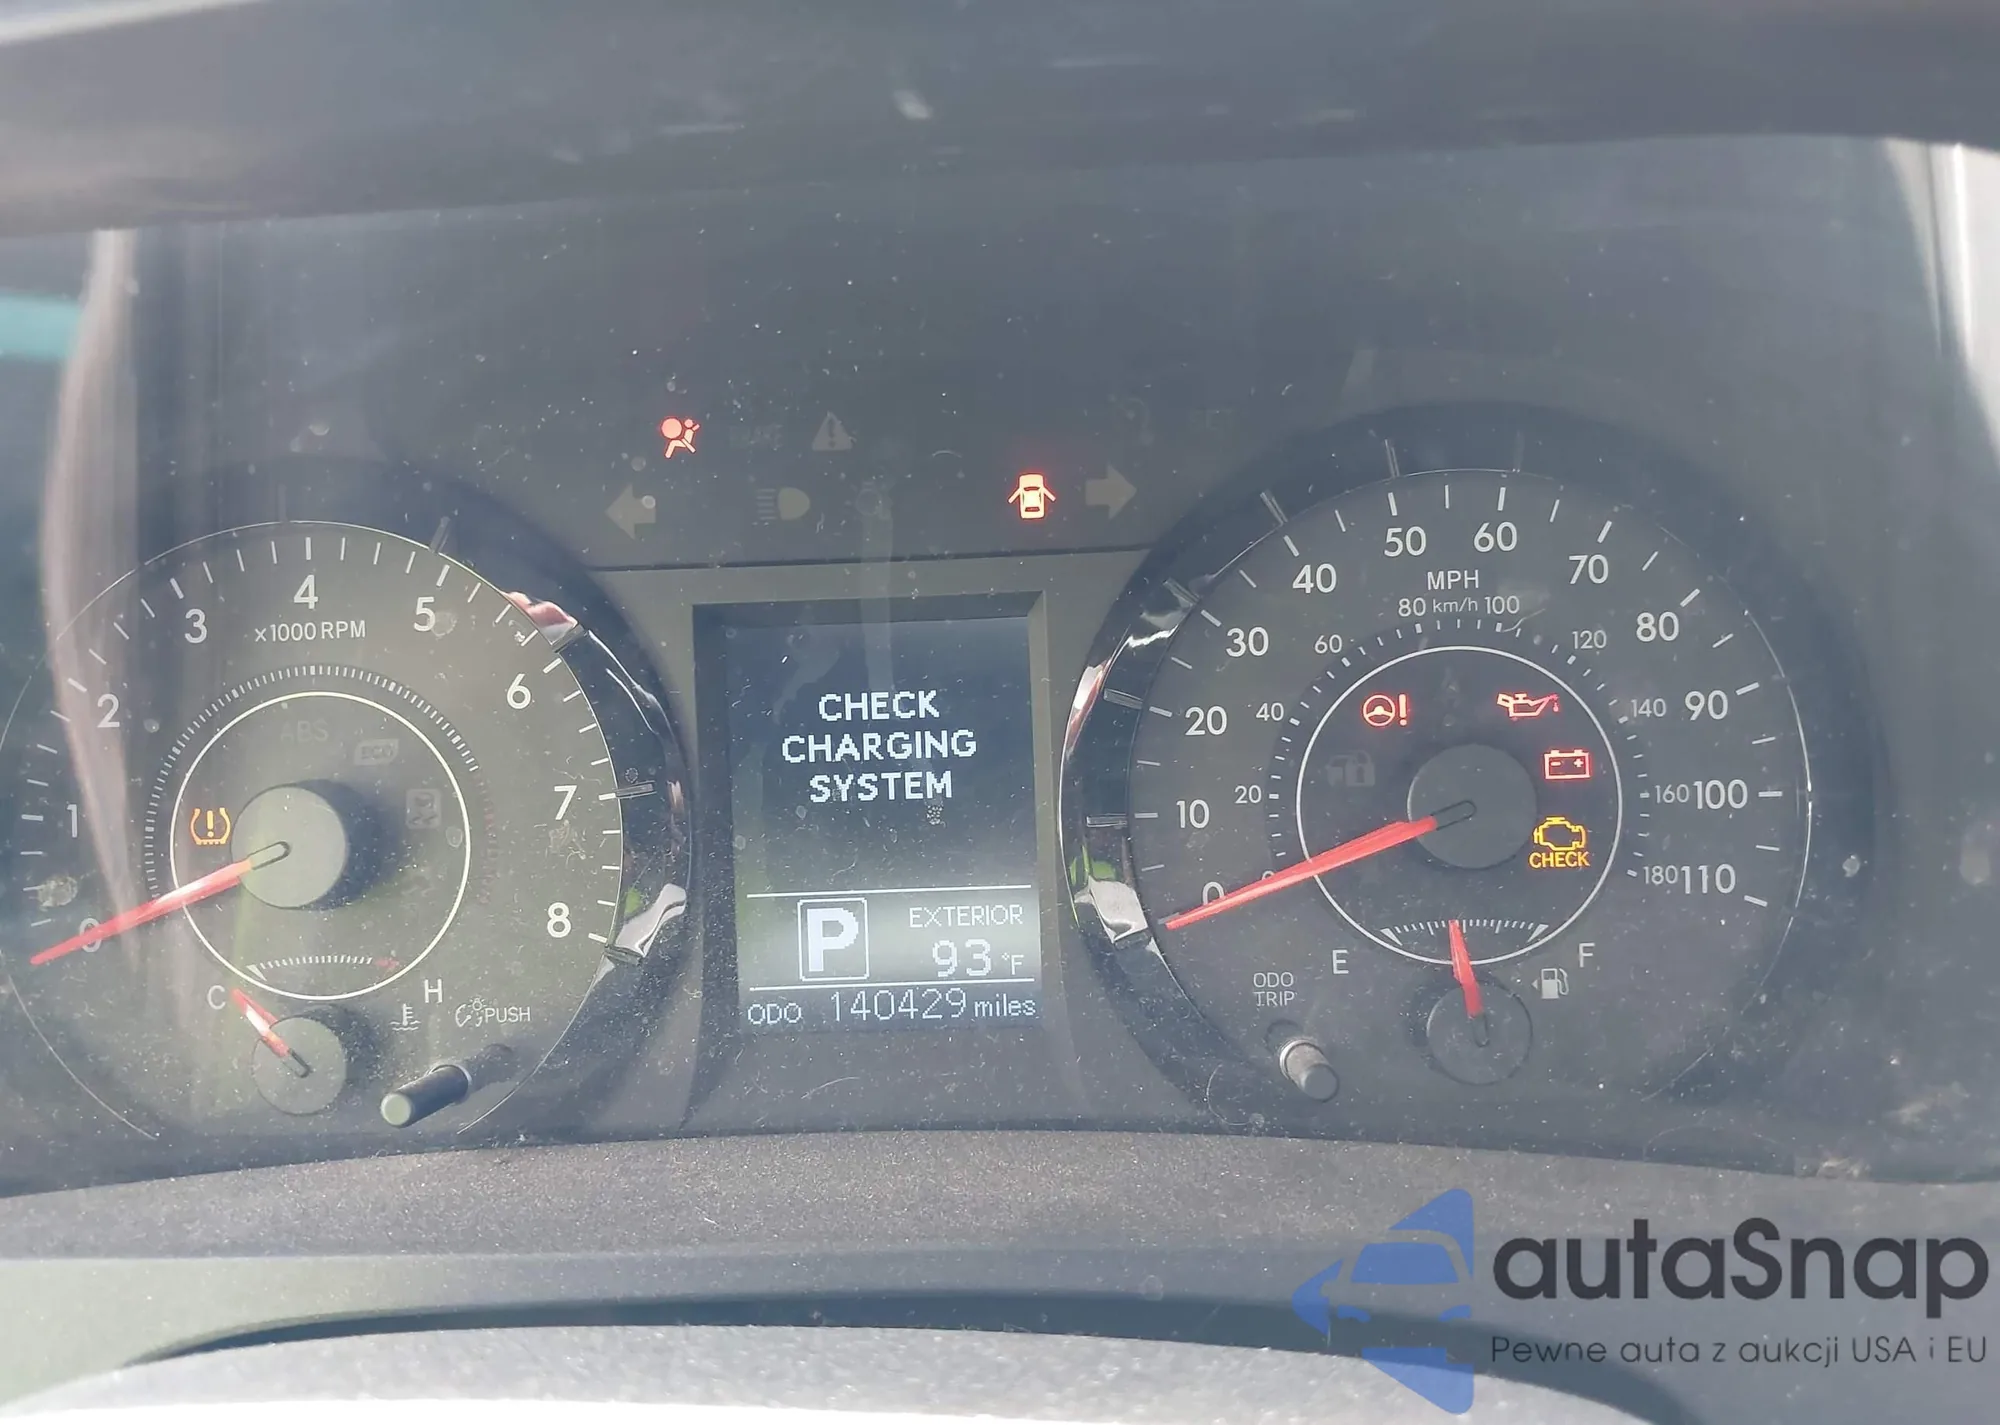 3
4
5
x1000 RPM
2
6
ABS
ECO
1
7
0
8
C
H
PUSH
CHECK
CHARGING
SYSTEM
P
EXTERIOR
93 °F
ODO 140429 miles
50
60
40
70
MPH
80 km/h 100
30
60
120
80
20
40
140
90
10
20
160
100
0
0
CHECK
180
110
E
F
ODO
TRIP
autaSnap
Pewne auta z aukcji USA i EU